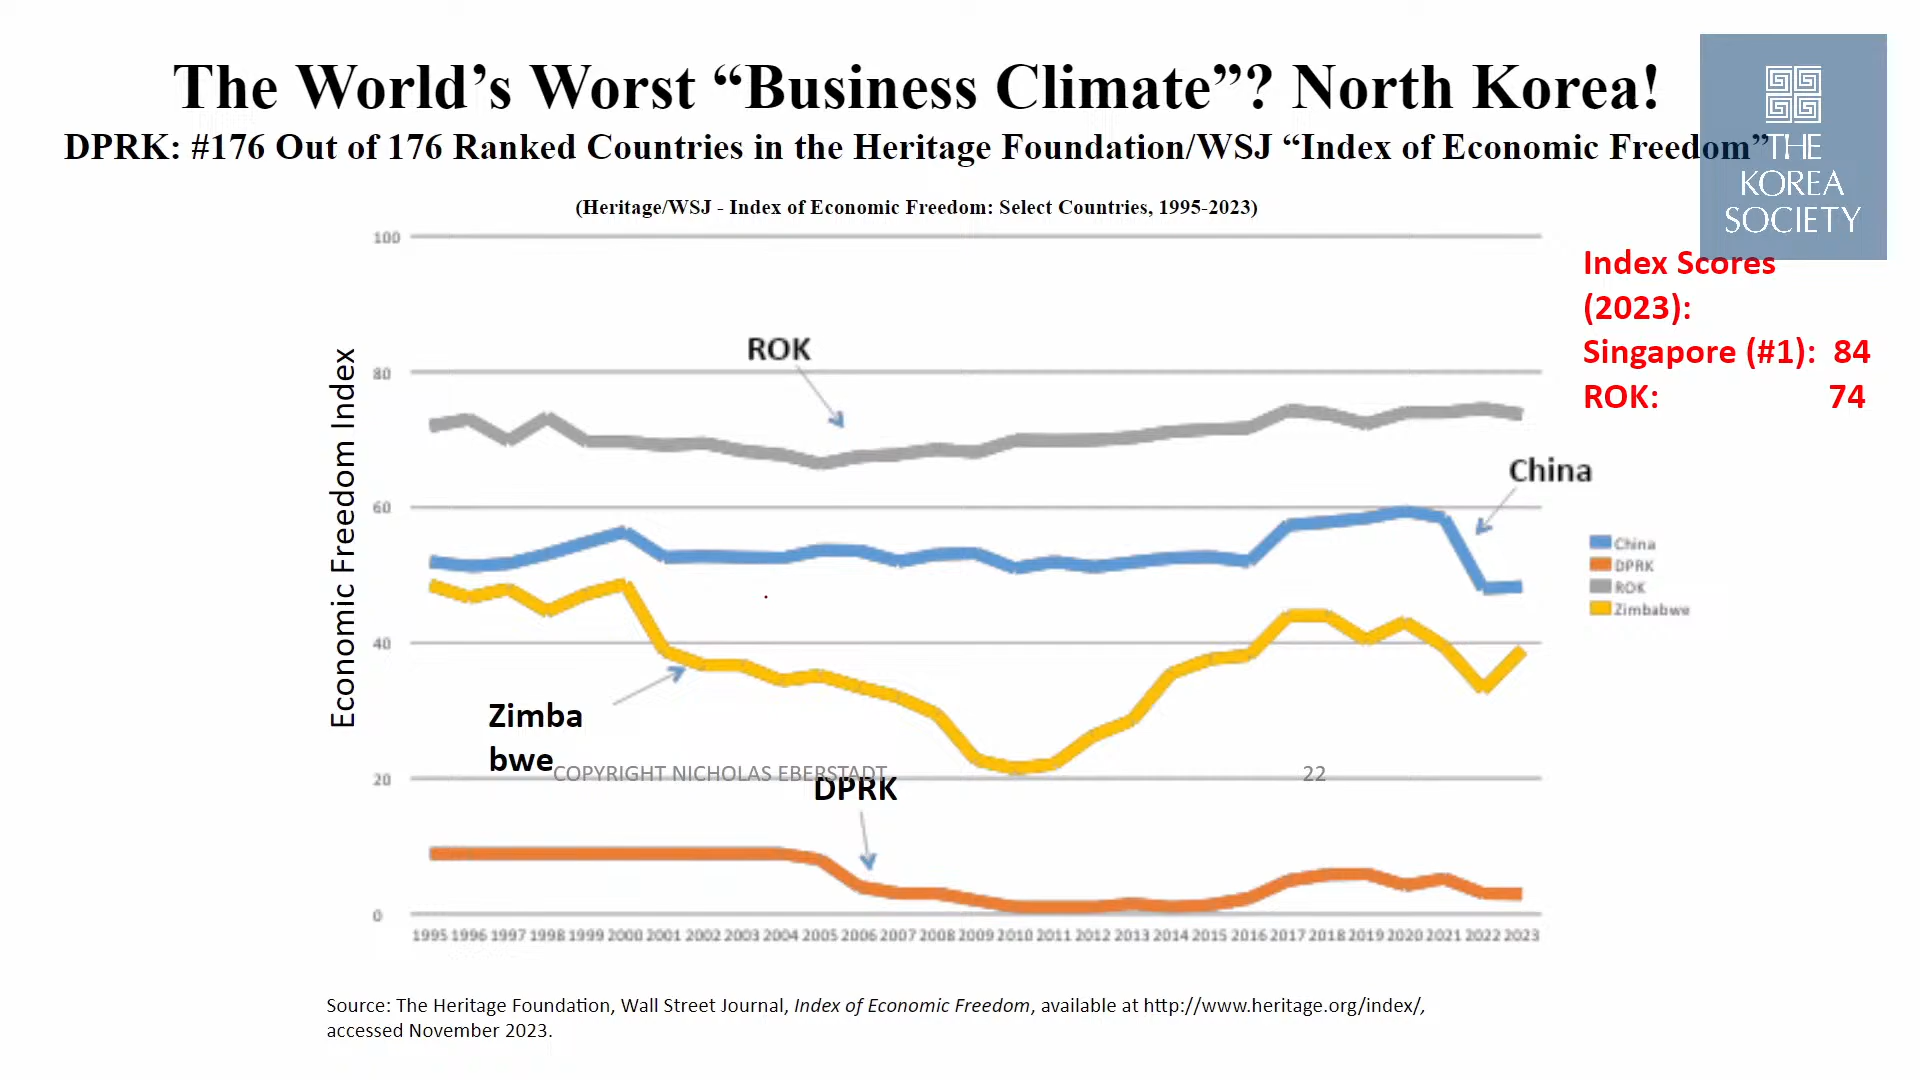 The World’s Worst “Business Climate”? North Korea!
DPRK: #176 Out of 176 Ranked Countries in the Heritage Foundation/WSJ “Index of Economic Freedom”
THE
KOREA
SOCIETY
(Heritage/WSJ - Index of Economic Freedom: Select Countries, 1995-2023)
Index Scores
(2023):
Singapore (#1): 84
ROK: 74
Economic Freedom Index
100
80
60
40
20
0
ROK
China
Zimba
bwe
DPRK
COPYRIGHT NICHOLAS EBERSTADT
22
China
DPRK
ROK
Zimbabwe
1995 1996 1997 1998 1999 2000 2001 2002 2003 2004 2005 2006 2007 2008 2009 2010 2011 2012 2013 2014 2015 2016 2017 2018 2019 2020 2021 2022 2023
Source: The Heritage Foundation, Wall Street Journal, Index of Economic Freedom, available at http://www.heritage.org/index/,
accessed November 2023.